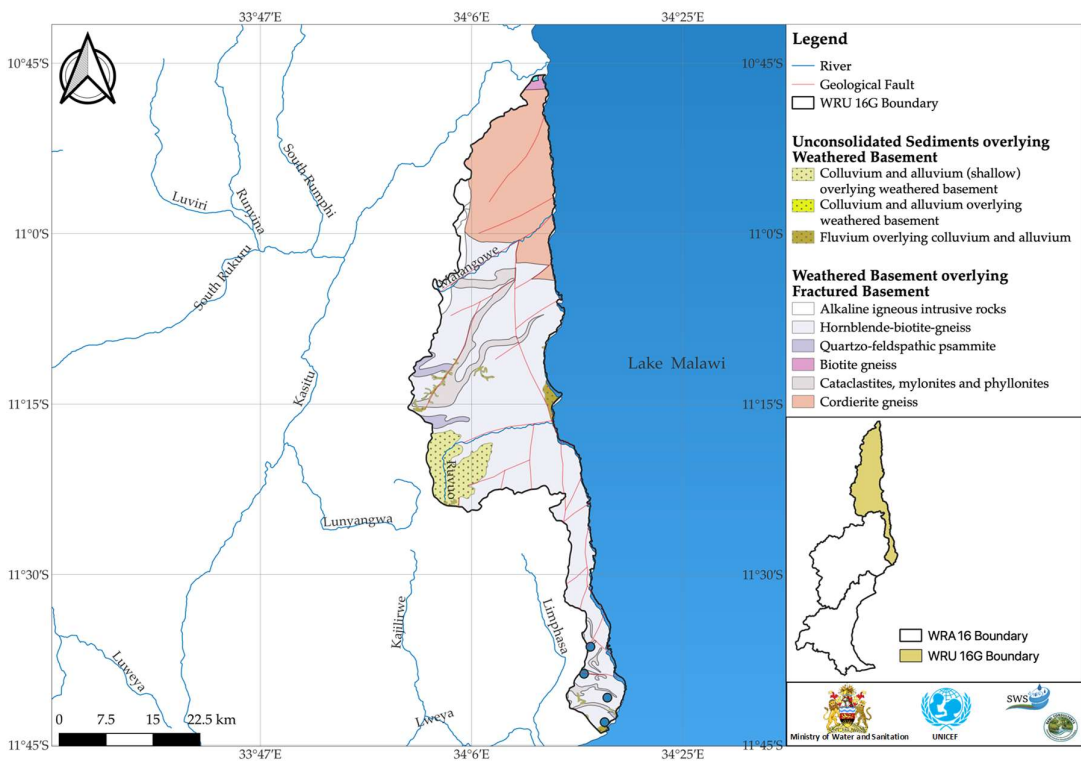 33°47'E
34°6'E
34°25'E
10°45'S
10°45'S
11°0'S
11°0'S
11°15'S
11°15'S
11°30'S
11°30'S
11°45'S
11°45'S
33°47'E
34°6'E
34°25'E
Luviri
Runyina
South Rumphi
South Rukuru
Kasitu
Malangowe
Ruvuo
Lunyangwa
Kajilirwe
Limphasa
Luweya
Lweya
Lake Malawi
0 7.5 15 22.5 km
Legend
River
Geological Fault
WRU 16G Boundary
Unconsolidated Sediments overlying
Weathered Basement
Colluvium and alluvium (shallow)
overlying weathered basement
Colluvium and alluvium overlying
weathered basement
Fluvium overlying colluvium and alluvium
Weathered Basement overlying
Fractured Basement
Alkaline igneous intrusive rocks
Hornblende-biotite-gneiss
Quartzo-feldspathic psammite
Biotite gneiss
Cataclastites, mylonites and phyllonites
Cordierite gneiss
WRA 16 Boundary
WRU 16G Boundary
Ministry of Water and Sanitation
UNICEF
SWS